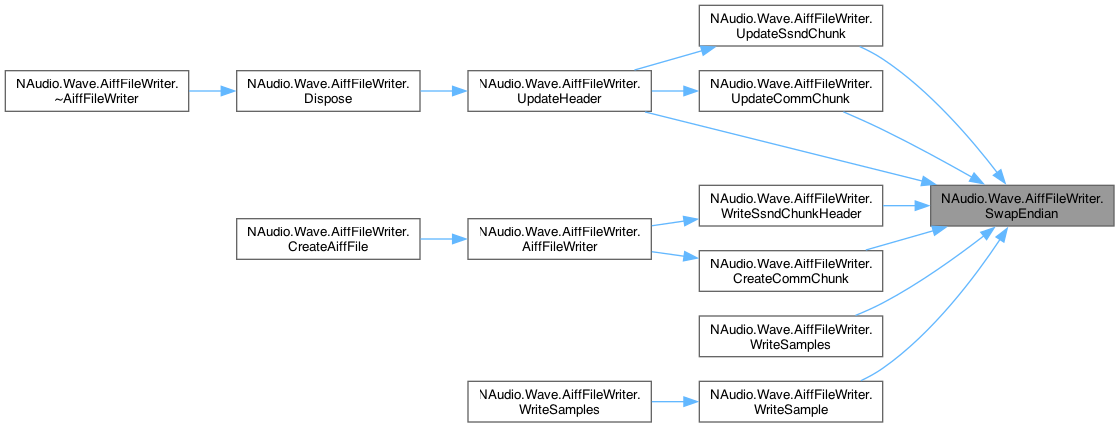 NAudio.Wave.AiffFileWriter.
UpdateSsndChunk
NAudio.Wave.AiffFileWriter.
~AiffFileWriter
NAudio.Wave.AiffFileWriter.
Dispose
NAudio.Wave.AiffFileWriter.
UpdateHeader
NAudio.Wave.AiffFileWriter.
UpdateCommChunk
NAudio.Wave.AiffFileWriter.
SwapEndian
NAudio.Wave.AiffFileWriter.
WriteSsndChunkHeader
NAudio.Wave.AiffFileWriter.
CreateAiffFile
NAudio.Wave.AiffFileWriter.
AiffFileWriter
NAudio.Wave.AiffFileWriter.
CreateCommChunk
NAudio.Wave.AiffFileWriter.
WriteSamples
NAudio.Wave.AiffFileWriter.
WriteSamples
NAudio.Wave.AiffFileWriter.
WriteSample